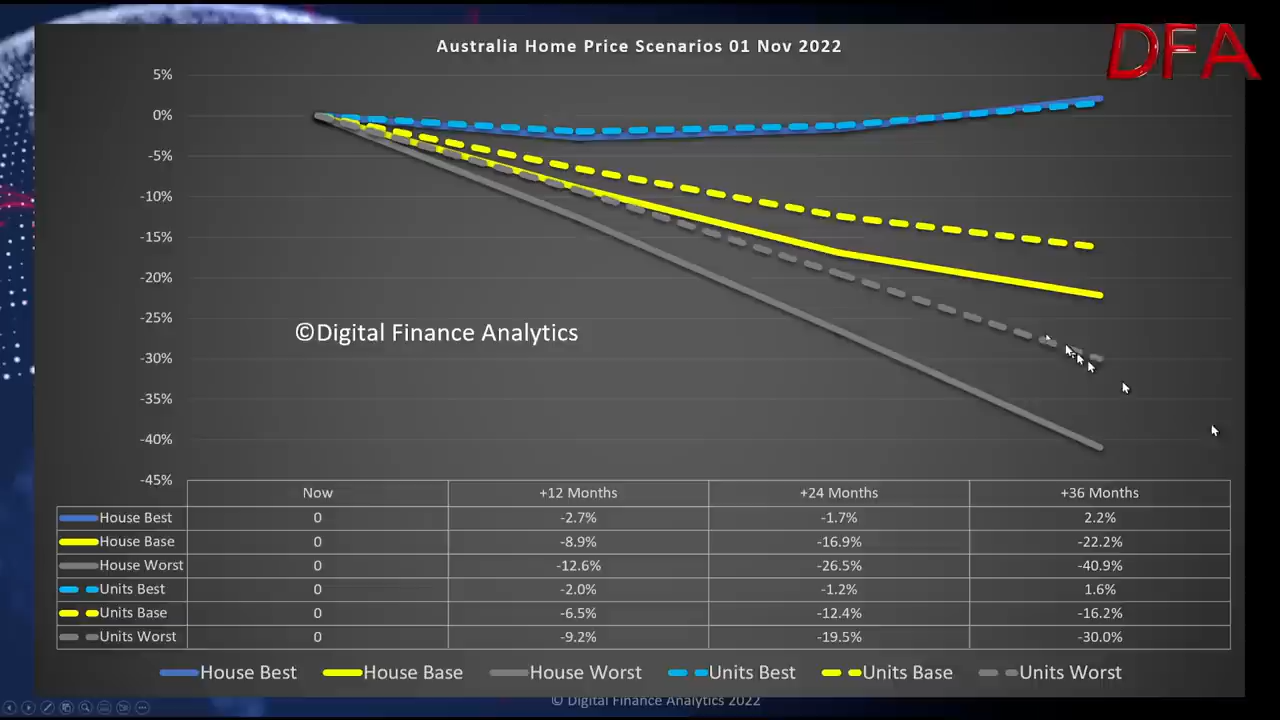 Australia Home Price Scenarios 01 Nov 2022
DFA
5%
0%
-5%
-10%
-15%
-20%
-25%
-30%
-35%
-40%
-45%
©Digital Finance Analytics
Now +12 Months +24 Months +36 Months
House Best 0 -2.7% -1.7% 2.2%
House Base 0 -8.9% -16.9% -22.2%
House Worst 0 -12.6% -26.5% -40.9%
Units Best 0 -2.0% -1.2% 1.6%
Units Base 0 -6.5% -12.4% -16.2%
Units Worst 0 -9.2% -19.5% -30.0%
House Best House Base House Worst Units Best Units Base Units Worst
© Digital Finance Analytics 2022